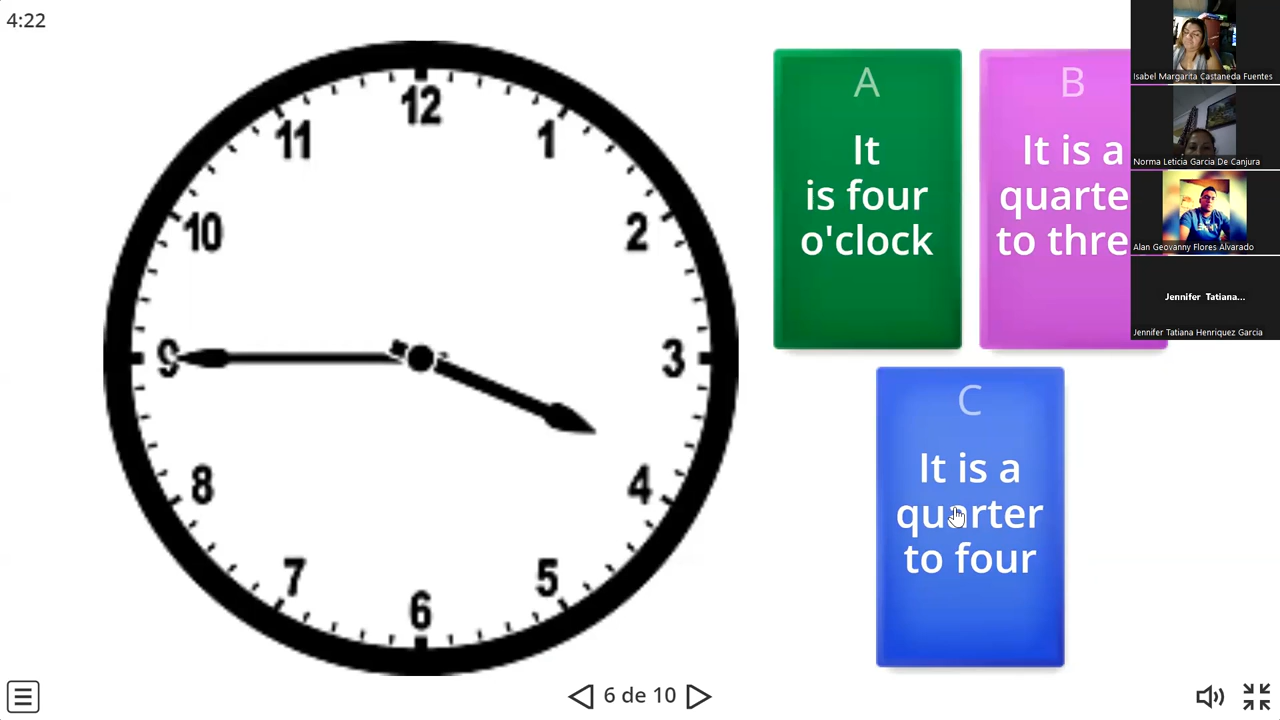 4:22
12
11
1
10
2
9
3
8
4
7
5
6
A
It
is four
o'clock
B
It is a
quarte
to thre
C
It is a
quarter
to four
Isabel Margarita Castaneda Fuentes
Norma Leticia Garcia De Canjura
Alan Geovanny Flores Alvarado
Jennifer Tatiana...
Jennifer Tatiana Henriquez Garcia
6 de 10